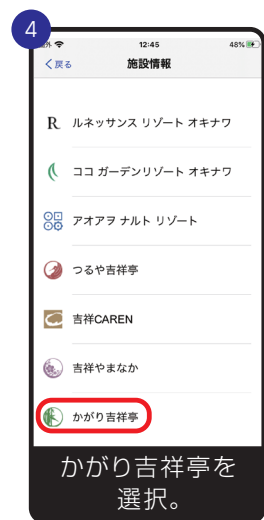 4
圏外 12:45 48%
戻る 施設情報
R ルネッサンス リゾート オキナワ
ココ ガーデンリゾート オキナワ
アオアヲ ナルト リゾート
つるや吉祥亭
吉祥CAREN
吉祥やまなか
かがり吉祥亭
かがり吉祥亭を
選択。